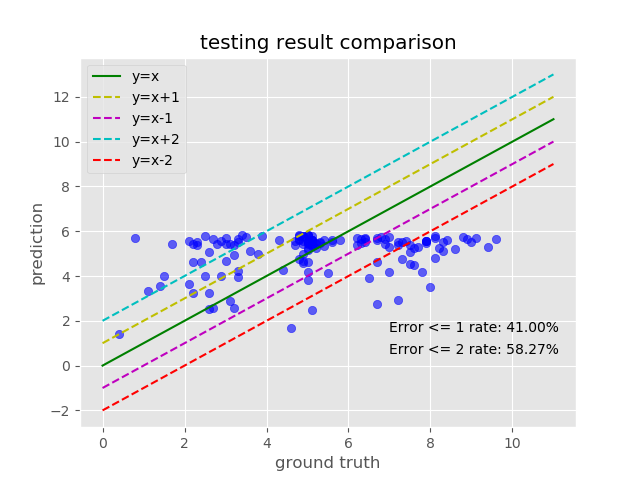 testing result comparison
y=x
y=x+1
y=x-1
y=x+2
y=x-2
12
10
8
6
4
2
0
−2
prediction
Error <= 1 rate: 41.00%
Error <= 2 rate: 58.27%
0
2
4
6
8
10
ground truth